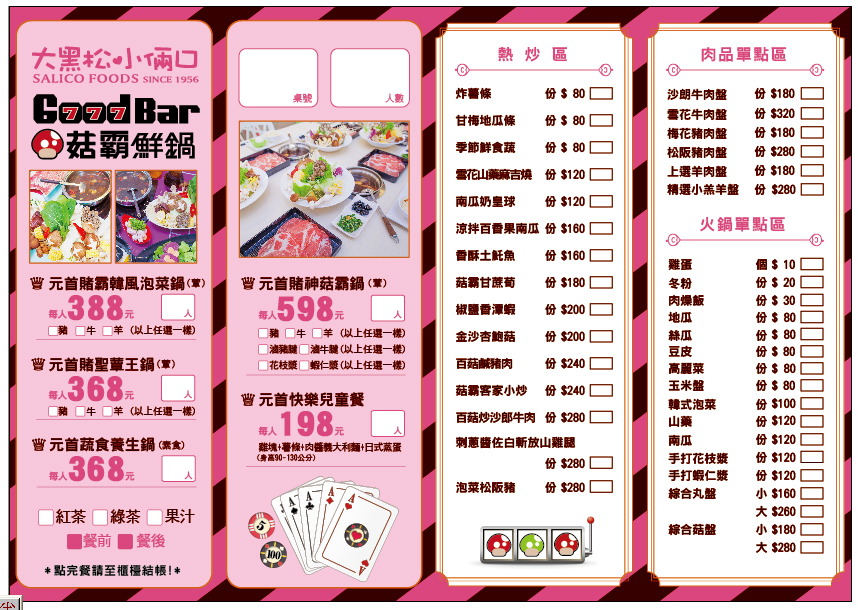 大黑松小倆口
SALICO FOODS SINCE 1956
Good Bar
777
菇霸鮮鍋
元首賭霸韓風泡菜鍋(葷)
每人388元
人
豬 牛 羊 (以上任選一樣)
元首賭聖蕈王鍋(葷)
每人368元
人
豬 牛 羊 (以上任選一樣)
元首蔬食養生鍋(素食)
每人368元
人
紅茶 綠茶 果汁
餐前 餐後
*點完餐請至櫃檯結帳!*
桌號
人數
元首賭神菇霸鍋(葷)
每人598元
人
豬 牛 羊 (以上任選一樣)
滷豬腱 滷牛腱 (以上任選一樣)
花枝漿 蝦仁漿 (以上任選一樣)
元首快樂兒童餐
每人198元
人
雞塊+薯條+肉醬義大利麵+日式蒸蛋
(身高90-130公分)
5
100
A A A A A
熱炒區
炸薯條 份 $ 80
甘梅地瓜條 份 $ 80
季節鮮食蔬 份 $ 80
雲花山藥麻吉燒 份 $120
南瓜奶皇球 份 $120
涼拌百香果南瓜 份 $160
香酥土魠魚 份 $160
菇霸甘蔗筍 份 $180
椒鹽香潭蝦 份 $200
金沙杏鮑菇 份 $200
百菇鹹豬肉 份 $240
菇霸客家小炒 份 $240
百菇炒沙郎牛肉 份 $280
刺蔥醬佐白斬放山雞腿
份 $280
泡菜松阪豬 份 $280
肉品單點區
沙朗牛肉盤 份 $180
雪花牛肉盤 份 $320
梅花豬肉盤 份 $180
松阪豬肉盤 份 $280
上選羊肉盤 份 $180
精選小羔羊盤 份 $280
火鍋單點區
雞蛋 個 $ 10
冬粉 份 $ 20
肉燥飯 份 $ 30
地瓜 份 $ 80
絲瓜 份 $ 80
豆皮 份 $ 80
高麗菜 份 $ 80
玉米盤 份 $ 80
韓式泡菜 份 $100
山藥 份 $120
南瓜 份 $120
手打花枝漿 份 $120
手打蝦仁漿 份 $120
綜合丸盤 小 $160
大 $260
綜合菇盤 小 $180
大 $280